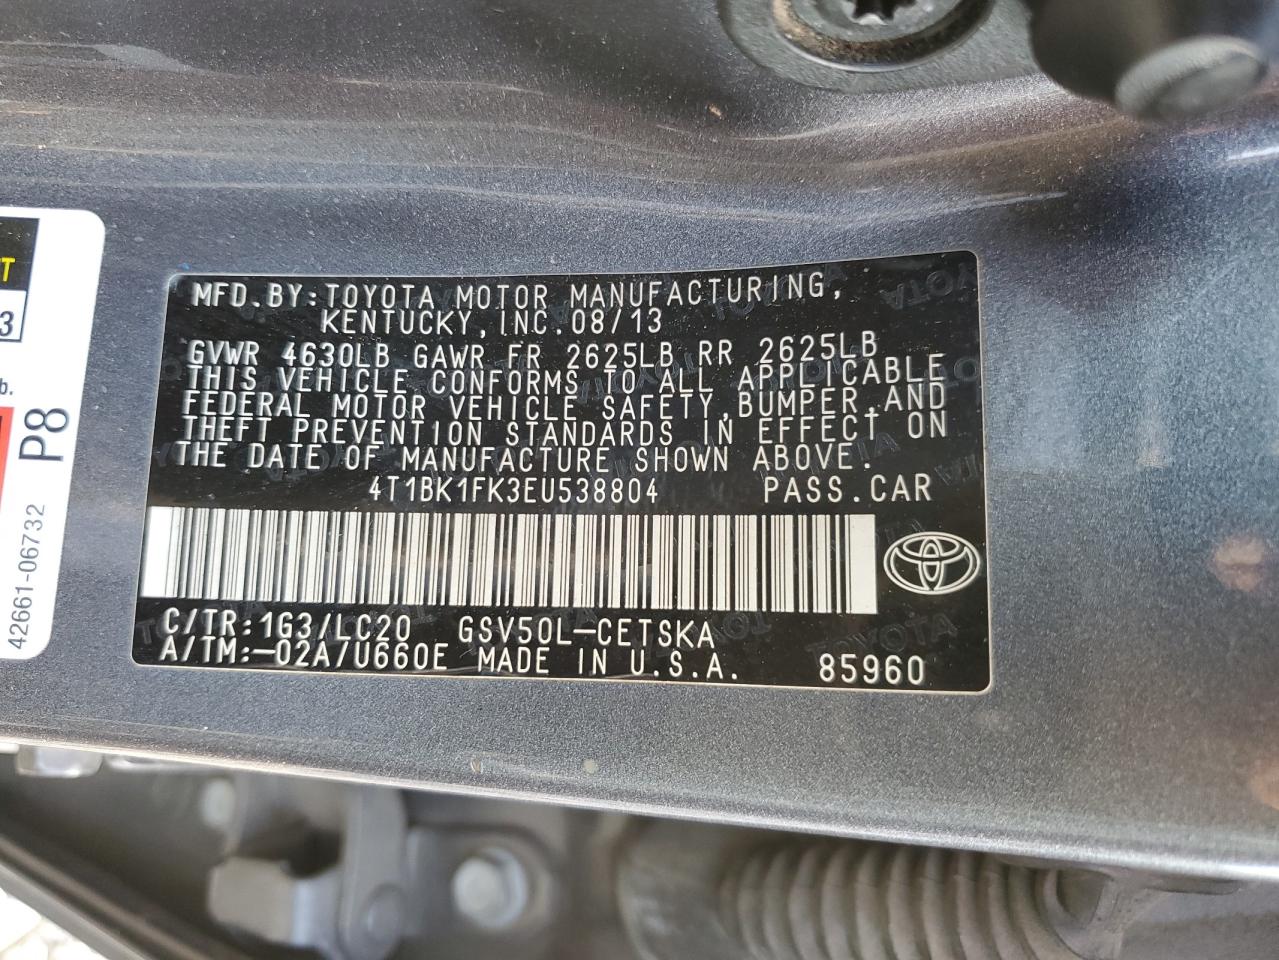 MFD.BY:TOYOTA MOTOR MANUFACTURING,
KENTUCKY, INC. 08/13
GVWR 4630LB GAWR FR 2625LB RR 2625LB
THIS VEHICLE CONFORMS TO ALL APPLICABLE
FEDERAL MOTOR VEHICLE SAFETY, BUMPER, AND
THEFT PREVENTION STANDARDS IN EFFECT ON
THE DATE OF MANUFACTURE SHOWN ABOVE.
4T1BK1FK3EU538804 PASS.CAR
C/TR:1G3/LC20 GSV50L-CETSKA
A/TM:-02A/U660E MADE IN U.S.A. 85960
3
b.
P8
42661-06732